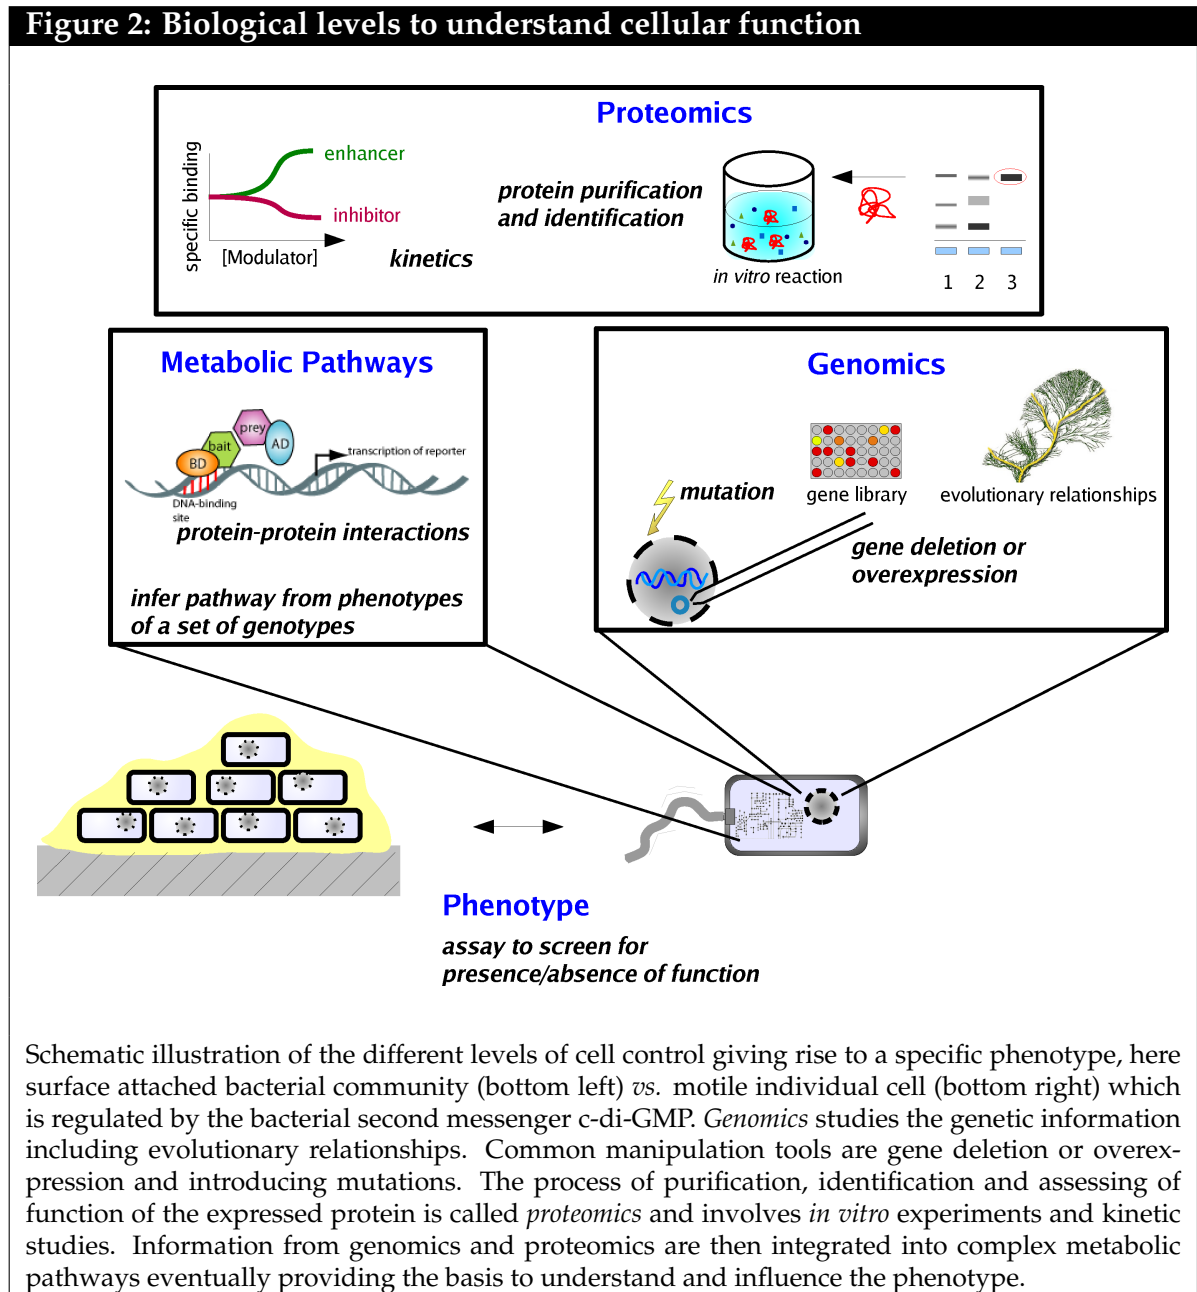 Figure 2: Biological levels to understand cellular function
Proteomics
specific binding
enhancer
inhibitor
[Modulator]
kinetics
protein purification
and identification
in vitro reaction
1 2 3
Metabolic Pathways
prey
bait
AD
BD
transcription of reporter
DNA-binding
site
protein-protein interactions
infer pathway from phenotypes
of a set of genotypes
Genomics
mutation
gene library
evolutionary relationships
gene deletion or
overexpression
Phenotype
assay to screen for
presence/absence of function
Schematic illustration of the different levels of cell control giving rise to a specific phenotype, here
surface attached bacterial community (bottom left) vs. motile individual cell (bottom right) which
is regulated by the bacterial second messenger c-di-GMP. Genomics studies the genetic information
including evolutionary relationships. Common manipulation tools are gene deletion or overex-
pression and introducing mutations. The process of purification, identification and assessing of
function of the expressed protein is called proteomics and involves in vitro experiments and kinetic
studies. Information from genomics and proteomics are then integrated into complex metabolic
pathways eventually providing the basis to understand and influence the phenotype.